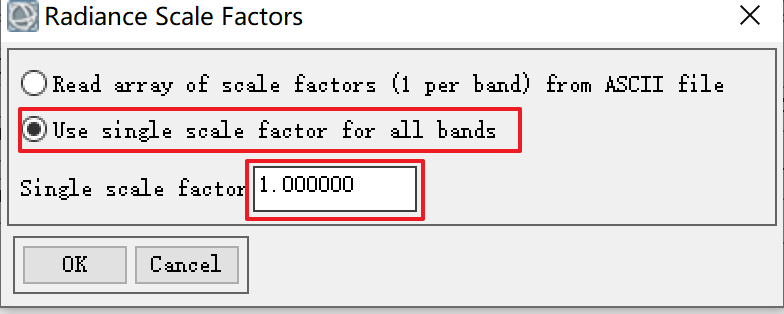 Radiance Scale Factors
Read array of scale factors (1 per band) from ASCII file
Use single scale factor for all bands
Single scale factor 1.000000
OK Cancel